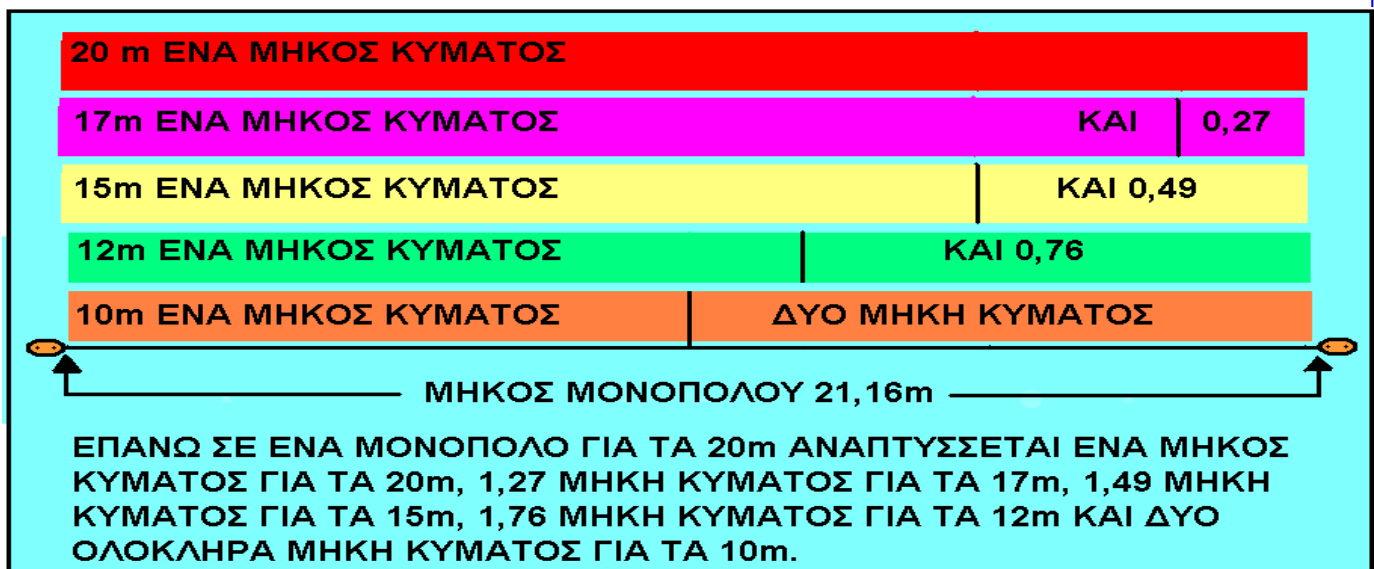 20 m ΕΝΑ ΜΗΚΟΣ ΚΥΜΑΤΟΣ
17m ΕΝΑ ΜΗΚΟΣ ΚΥΜΑΤΟΣ ΚΑΙ 0,27
15m ΕΝΑ ΜΗΚΟΣ ΚΥΜΑΤΟΣ ΚΑΙ 0,49
12m ΕΝΑ ΜΗΚΟΣ ΚΥΜΑΤΟΣ ΚΑΙ 0,76
10m ΕΝΑ ΜΗΚΟΣ ΚΥΜΑΤΟΣ ΔΥΟ ΜΗΚΗ ΚΥΜΑΤΟΣ
ΜΗΚΟΣ ΜΟΝΟΠΟΛΟΥ 21,16m
ΕΠΑΝΩ ΣΕ ΕΝΑ ΜΟΝΟΠΟΛΟ ΓΙΑ ΤΑ 20m ΑΝΑΠΤΥΣΣΕΤΑΙ ΕΝΑ ΜΗΚΟΣ
ΚΥΜΑΤΟΣ ΓΙΑ ΤΑ 20m, 1,27 ΜΗΚΗ ΚΥΜΑΤΟΣ ΓΙΑ ΤΑ 17m, 1,49 ΜΗΚΗ
ΚΥΜΑΤΟΣ ΓΙΑ ΤΑ 15m, 1,76 ΜΗΚΗ ΚΥΜΑΤΟΣ ΓΙΑ ΤΑ 12m ΚΑΙ ΔΥΟ
ΟΛΟΚΛΗΡΑ ΜΗΚΗ ΚΥΜΑΤΟΣ ΓΙΑ ΤΑ 10m.